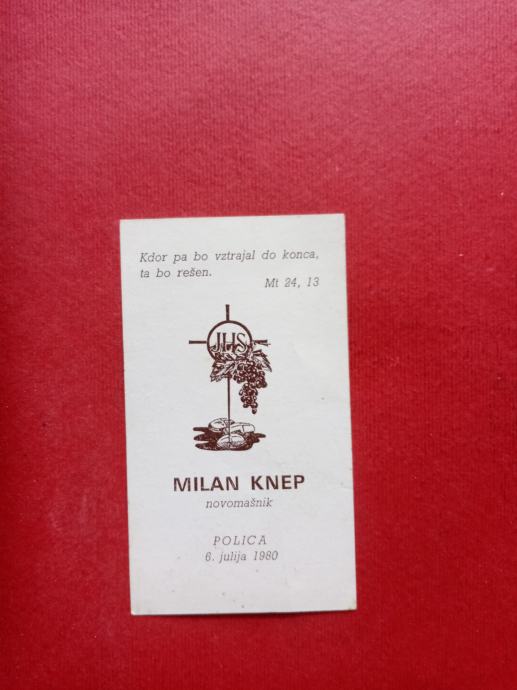 Kdor pa bo vztrajal do konca,
ta bo rešen.
Mt 24, 13
JHS
MILAN KNEP
novomašnik
POLICA
6. julija 1980